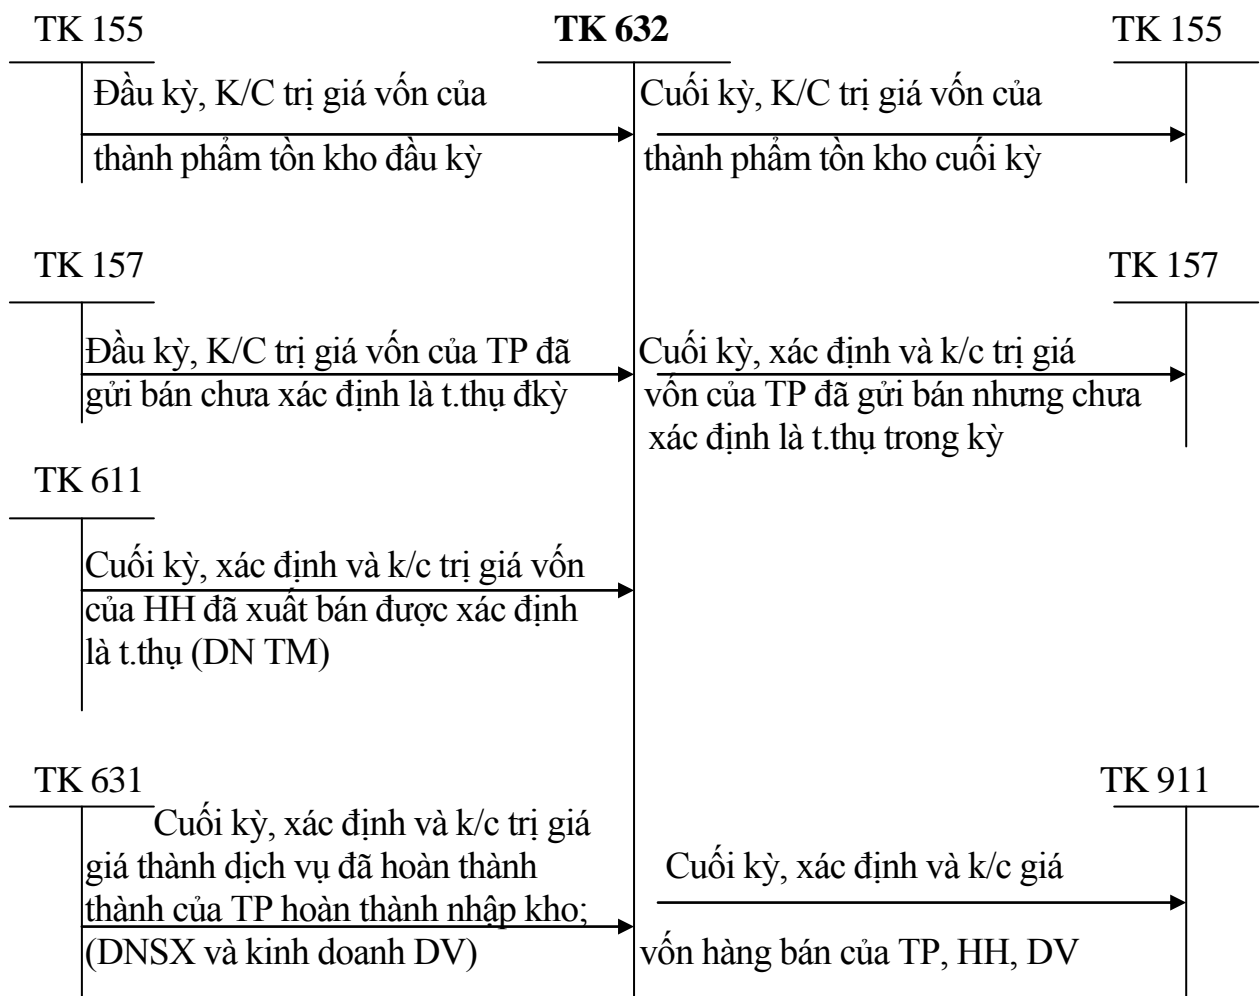 TK 155
TK 632
TK 155
Đầu kỳ, K/C trị giá vốn của
thành phẩm tồn kho đầu kỳ
Cuối kỳ, K/C trị giá vốn của
thành phẩm tồn kho cuối kỳ
TK 157
TK 157
Đầu kỳ, K/C trị giá vốn của TP đã
gửi bán chưa xác định là t.thụ đkỳ
Cuối kỳ, xác định và k/c trị giá
vốn của TP đã gửi bán nhưng chưa
xác định là t.thụ trong kỳ
TK 611
Cuối kỳ, xác định và k/c trị giá vốn
của HH đã xuất bán được xác định
là t.thụ (DN TM)
TK 631
TK 911
Cuối kỳ, xác định và k/c trị giá
giá thành dịch vụ đã hoàn thành
thành của TP hoàn thành nhập kho;
(DNSX và kinh doanh DV)
Cuối kỳ, xác định và k/c giá
vốn hàng bán của TP, HH, DV